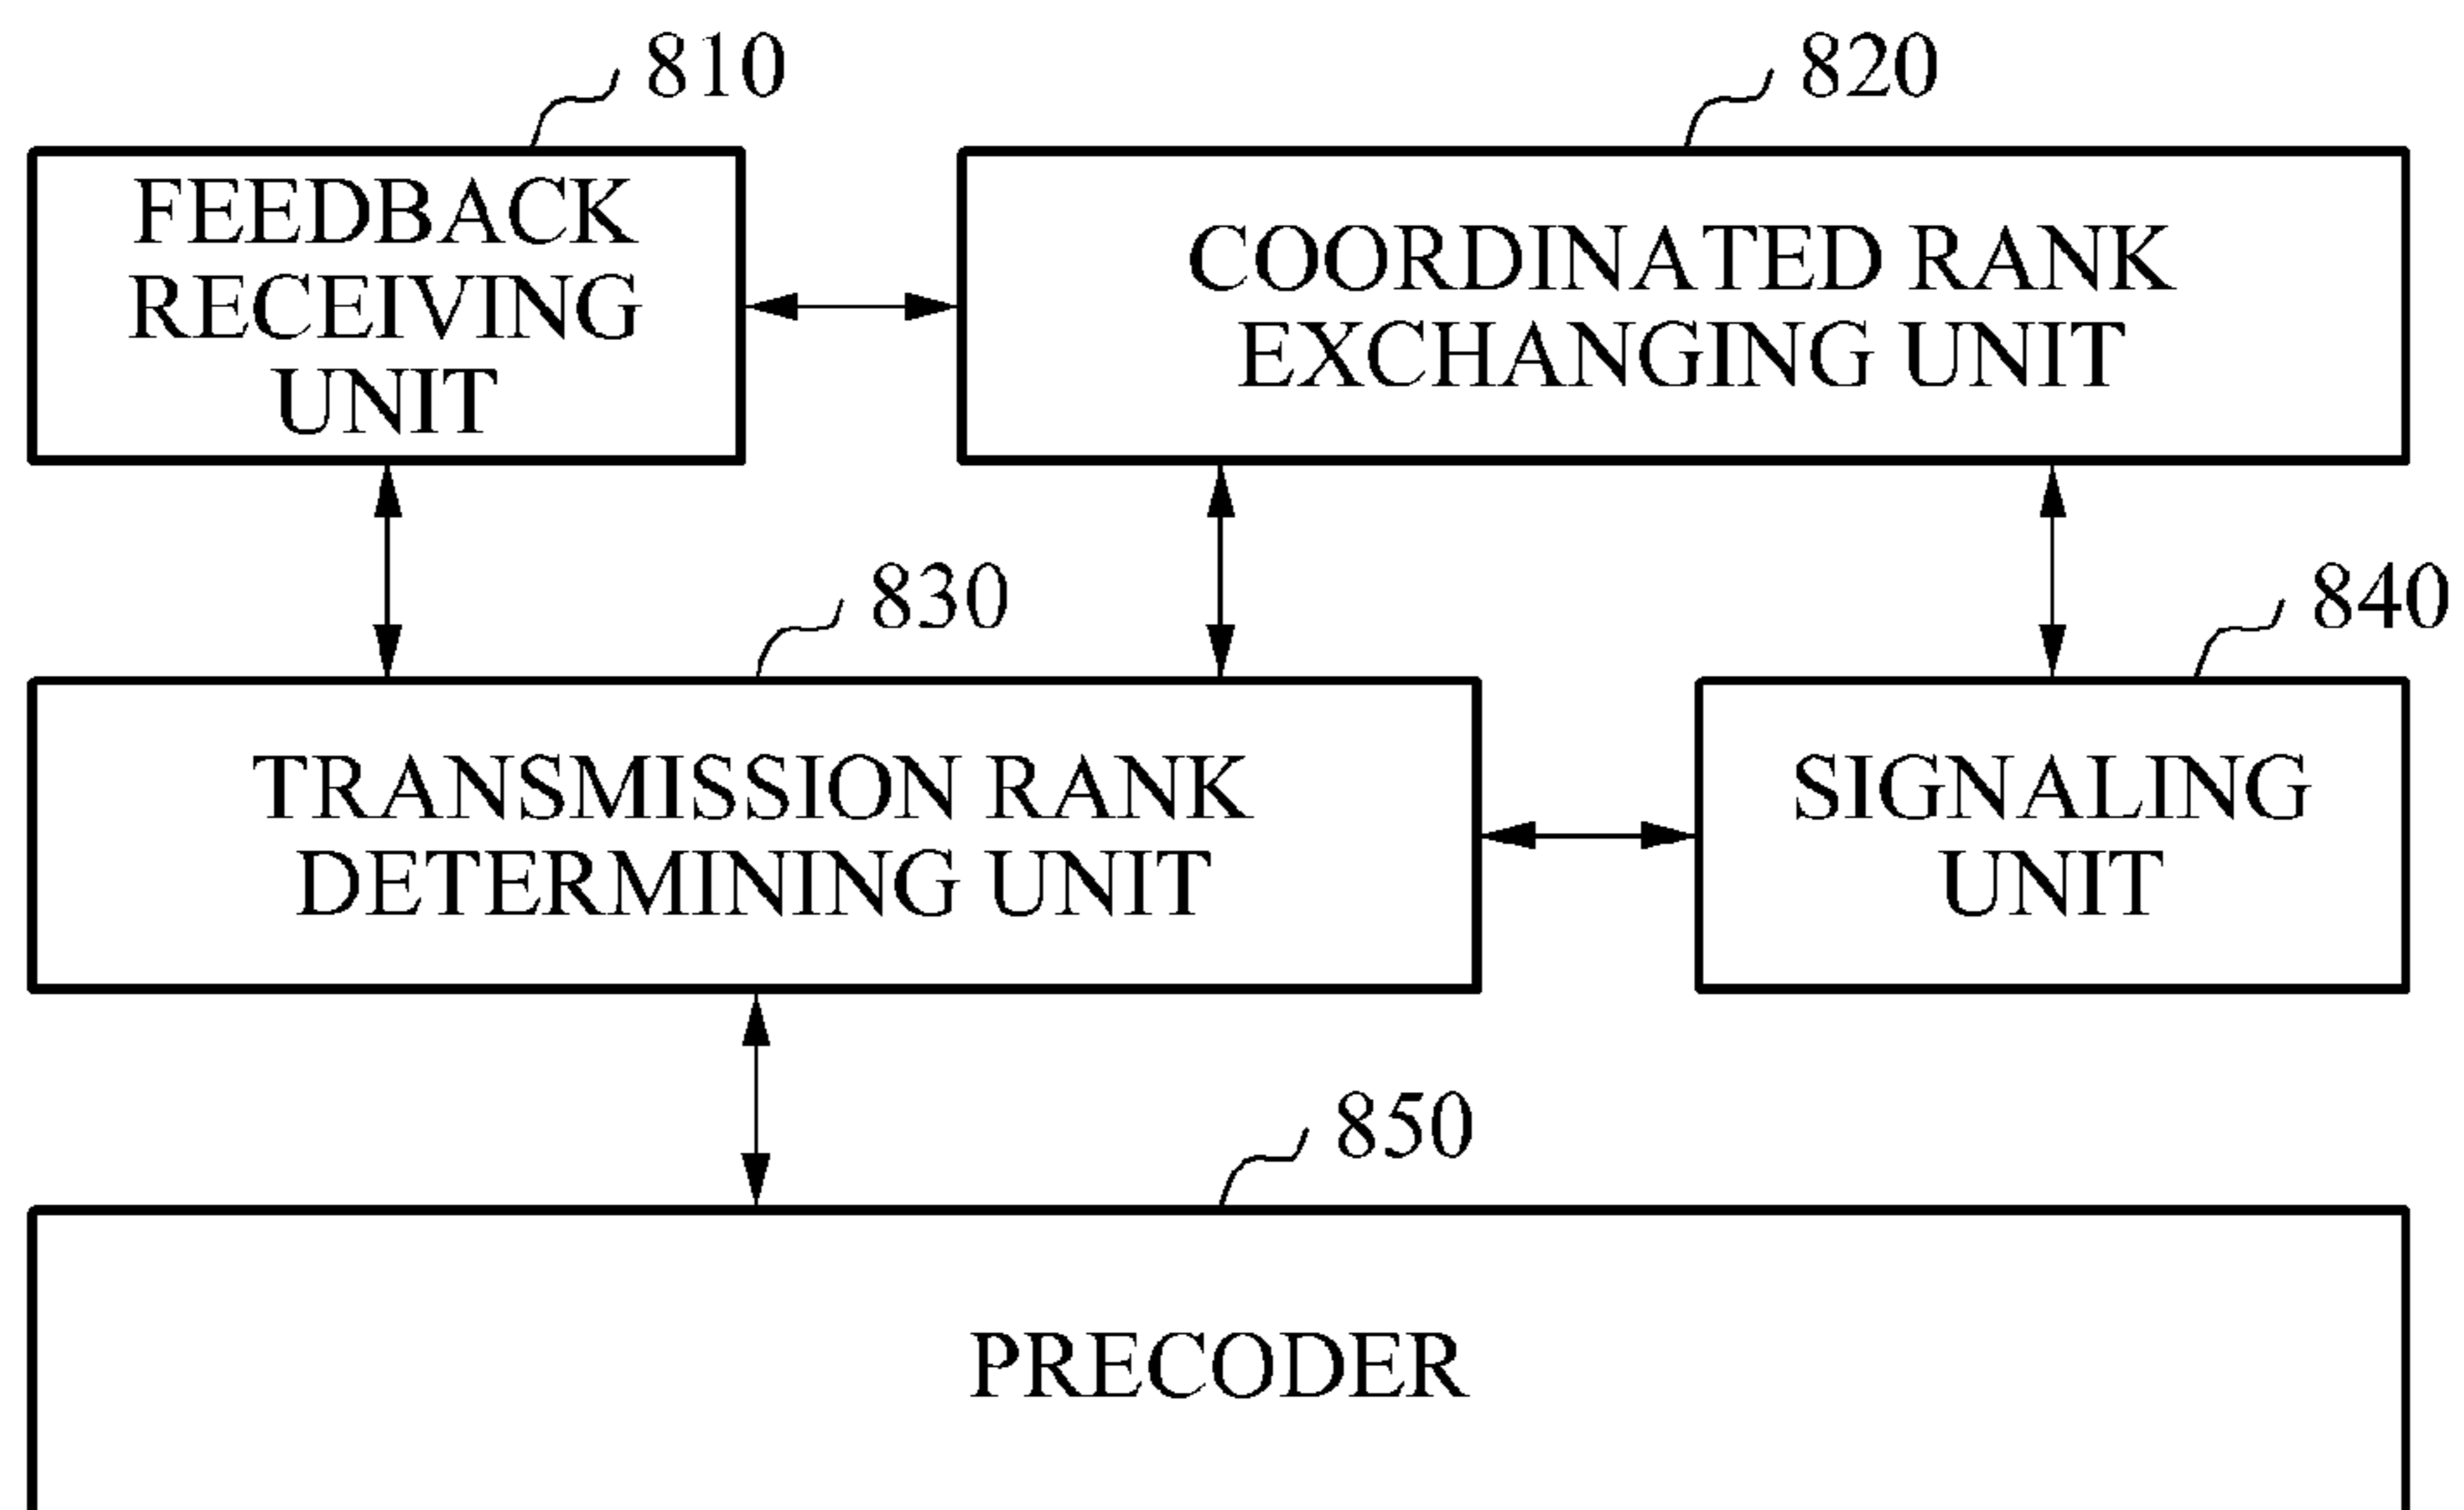 810
820
FEEDBACK
RECEIVING
UNIT
COORDINATED RANK
EXCHANGING UNIT
830
840
TRANSMISSION RANK
DETERMINING UNIT
SIGNALING
UNIT
850
PRECODER